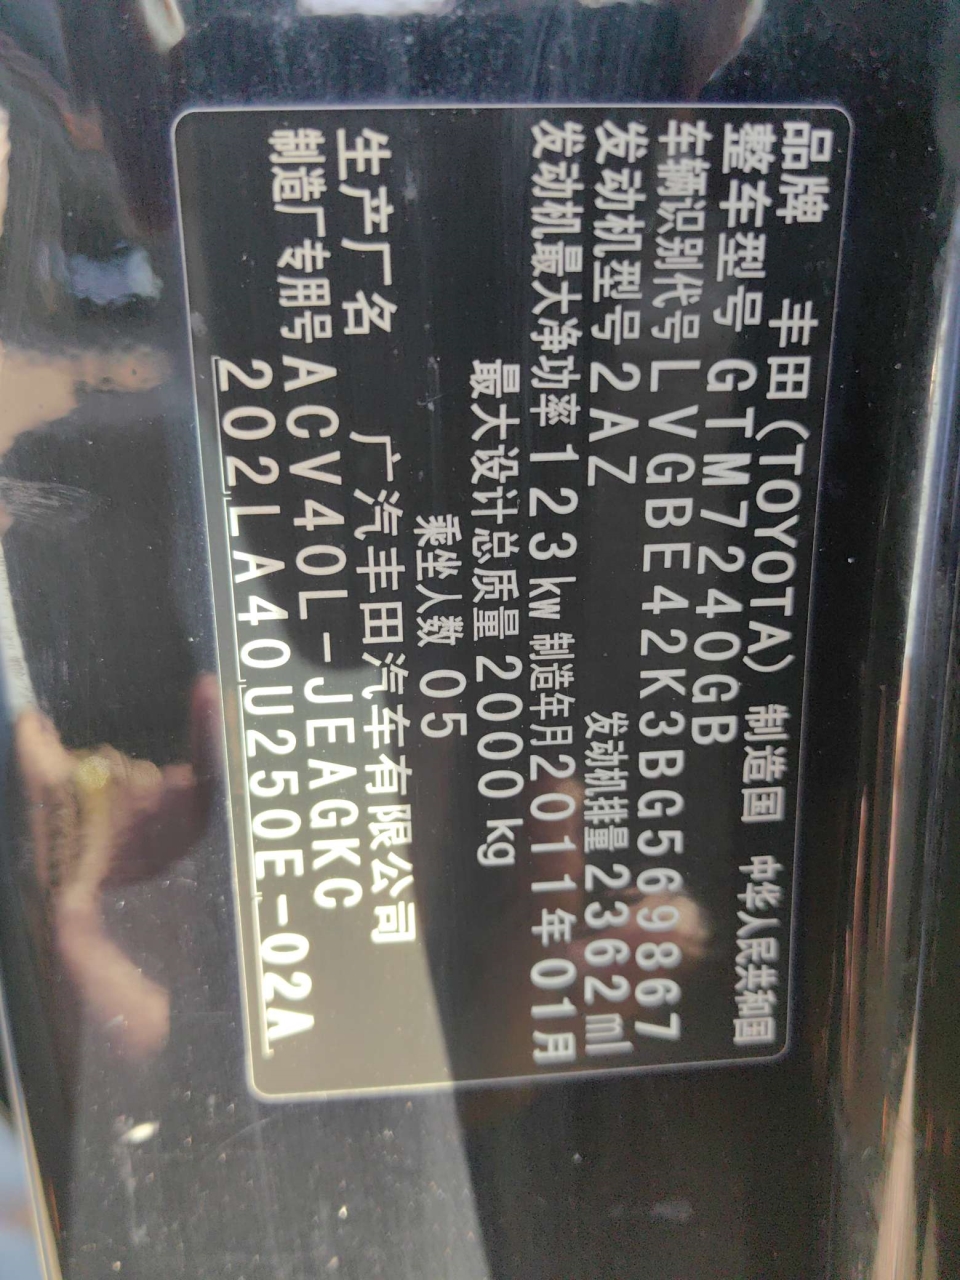 品牌 丰田(TOYOTA) 制造国 中华人民共和国
整车型号 GTM7240GB
车辆识别代号 LVGBE42K3BG569867
发动机型号 2AZ 发动机排量 2362ml
发动机最大净功率 123kw 制造年月 2011年01月
最大设计总质量 2000kg
乘坐人数 05
生产厂名 广汽丰田汽车有限公司
制造厂专用号 ACV40L-JEAGKC
202LA40U250E-02A